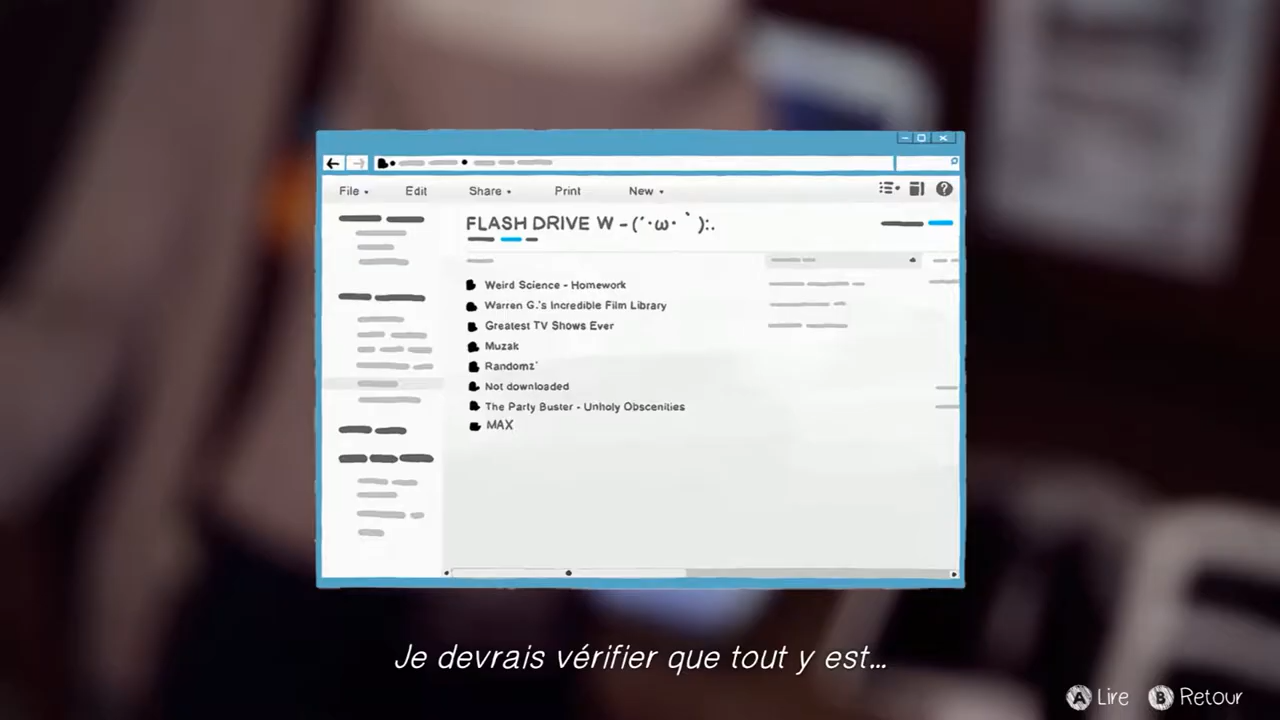 File Edit Share Print New
FLASH DRIVE W - (´･ω･`):.
Weird Science - Homework
Warren G.'s Incredible Film Library
Greatest TV Shows Ever
Muzak
Randomz'
Not downloaded
The Party Buster - Unholy Obscenities
MAX
Je devrais vérifier que tout y est...
A Lire B Retour